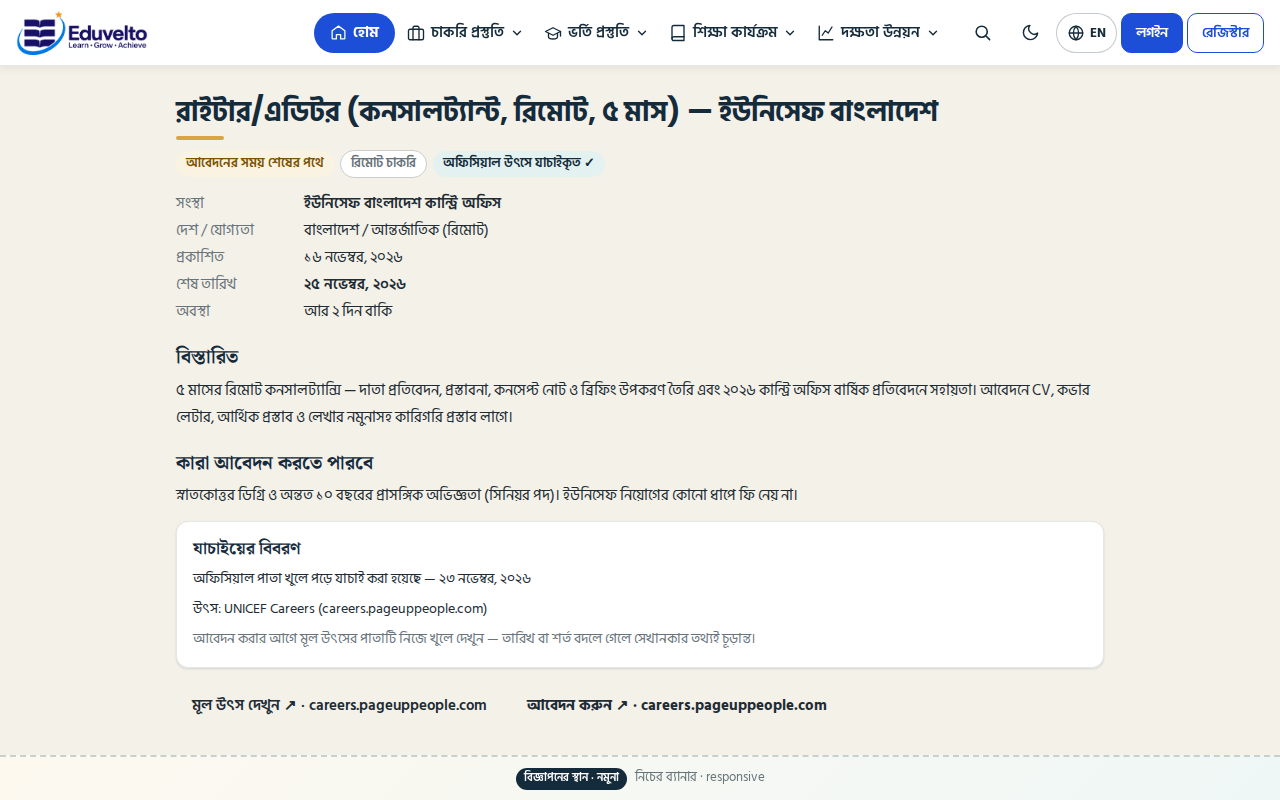 Eduvelto
Learn · Grow · Achieve
হোম
চাকরি প্রস্তুতি
ভর্তি প্রস্তুতি
শিক্ষা কার্যক্রম
দক্ষতা উন্নয়ন
EN
লগইন
রেজিস্টার
রাইটার/এডিটর (কনসালট্যান্ট, রিমোট, ৫ মাস) — ইউনিসেফ বাংলাদেশ
আবেদনের সময় শেষের পথে
রিমোট চাকরি
অফিসিয়াল উৎসে যাচাইকৃত ✓
সংস্থা ইউনিসেফ বাংলাদেশ কান্ট্রি অফিস
দেশ / যোগ্যতা বাংলাদেশ / আন্তর্জাতিক (রিমোট)
প্রকাশিত ১৬ নভেম্বর, ২০২৬
শেষ তারিখ ২৫ নভেম্বর, ২০২৬
অবস্থা আর ২ দিন বাকি
বিস্তারিত
৫ মাসের রিমোট কনসালট্যান্সি — দাতা প্রতিবেদন, প্রস্তাবনা, কনসেপ্ট নোট ও ব্রিফিং উপকরণ তৈরি এবং ২০২৬ কান্ট্রি অফিস বার্ষিক প্রতিবেদনে সহায়তা। আবেদনে CV, কভার
লেটার, আর্থিক প্রস্তাব ও লেখার নমুনাসহ কারিগরি প্রস্তাব লাগে।
কারা আবেদন করতে পারবে
স্নাতকোত্তর ডিগ্রি ও অন্তত ১০ বছরের প্রাসঙ্গিক অভিজ্ঞতা (সিনিয়র পদ)। ইউনিসেফ নিয়োগের কোনো ধাপে ফি নেয় না।
যাচাইয়ের বিবরণ
অফিসিয়াল পাতা খুলে পড়ে যাচাই করা হয়েছে — ২৩ নভেম্বর, ২০২৬
উৎস: UNICEF Careers (careers.pageuppeople.com)
আবেদন করার আগে মূল উৎসের পাতাটি নিজে খুলে দেখুন — তারিখ বা শর্ত বদলে গেলে সেখানকার তথ্যই চূড়ান্ত।
মূল উৎস দেখুন ↗ · careers.pageuppeople.com
আবেদন করুন ↗ · careers.pageuppeople.com
বিজ্ঞাপনের স্থান · নমুনা
নিচের ব্যানার · responsive